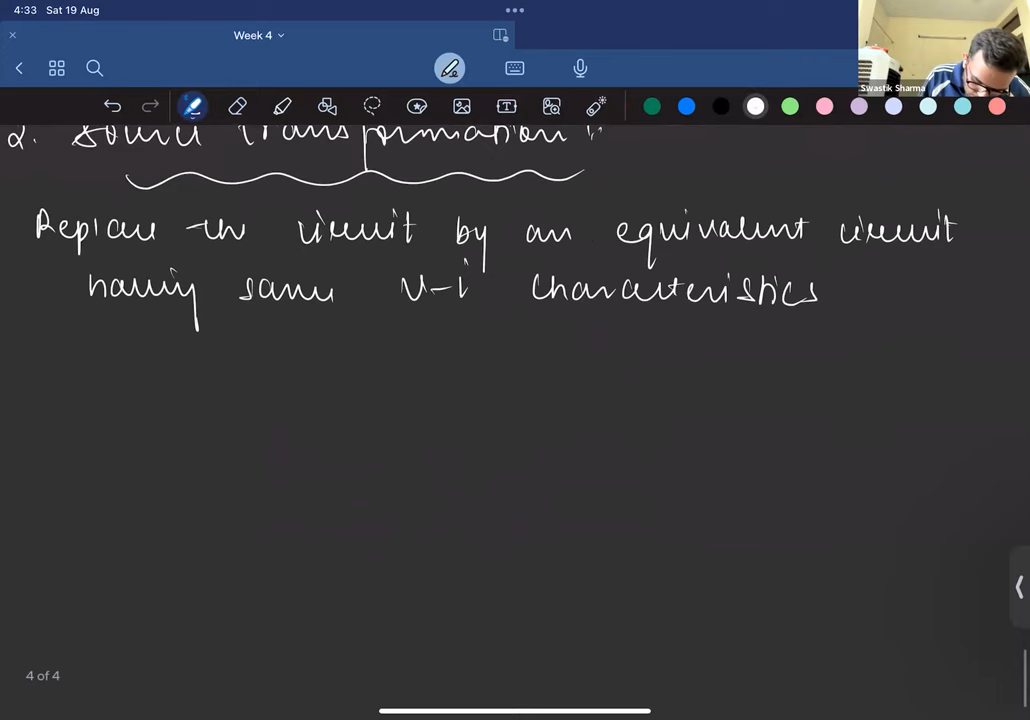 4:33 Sat 19 Aug
Week 4
Swastik Sharma
2. Source Transformation :
Replace the circuit by an equivalent circuit
having same v-i characteristics
4 of 4